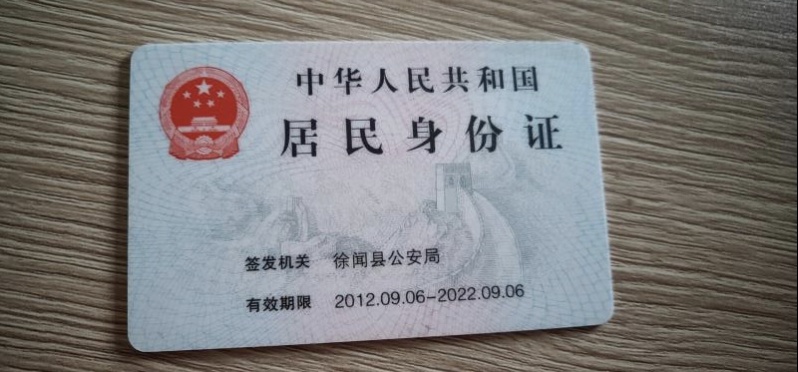 中华人民共和国
居民身份证
签发机关 徐闻县公安局
有效期限 2012.09.06-2022.09.06